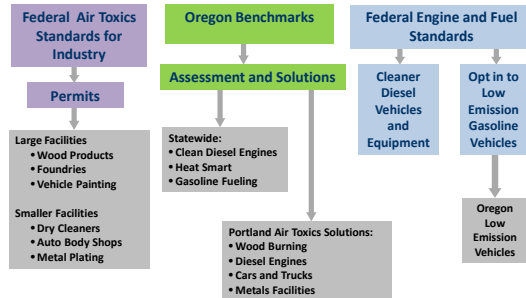 Federal Air Toxics
Standards for
Industry
Permits
Large Facilities
• Wood Products
• Foundries
• Vehicle Painting
Smaller Facilities
• Dry Cleaners
• Auto Body Shops
• Metal Plating
Oregon Benchmarks
Assessment and Solutions
Statewide:
• Clean Diesel Engines
• Heat Smart
• Gasoline Fueling
Portland Air Toxics Solutions:
• Wood Burning
• Diesel Engines
• Cars and Trucks
• Metals Facilities
Federal Engine and Fuel
Standards
Cleaner
Diesel
Vehicles
and
Equipment
Opt in to
Low
Emission
Gasoline
Vehicles
Oregon
Low
Emission
Vehicles